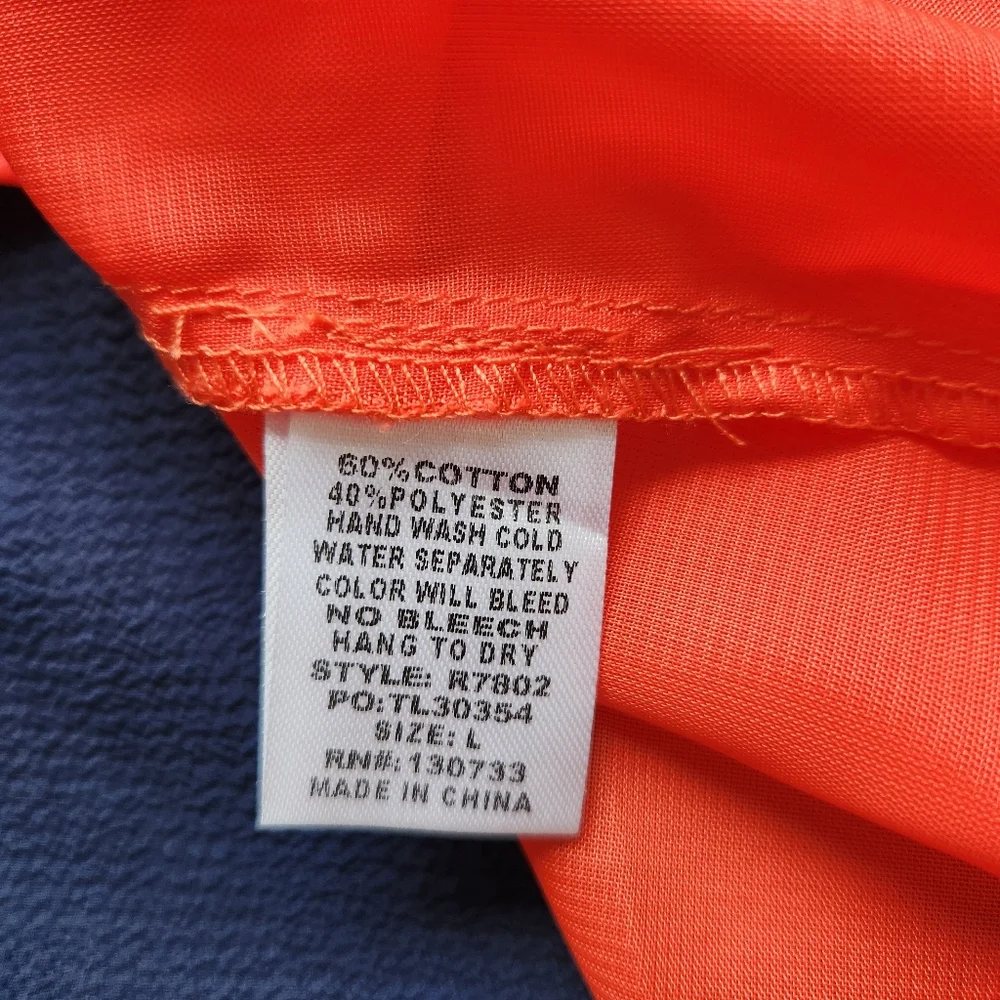 60%COTTON
40%POLYESTER
HAND WASH COLD
WATER SEPARATELY
COLOR WILL BLEED
NO BLEECH
HANG TO DRY
STYLE: R7802
PO:TL30354
SIZE: L
RN#: 130733
MADE IN CHINA